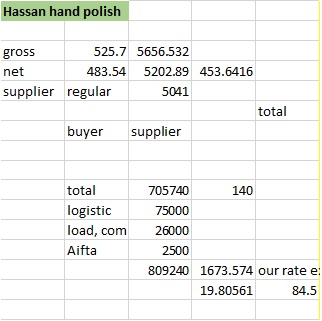 Hassan hand polish
gross 525.7 5656.532
net 483.54 5202.89 453.6416
supplier regular 5041
total
buyer supplier
total 705740 140
logistic 75000
load, com 26000
Aifta 2500
809240 1673.574 our rate e
19.80561 84.5